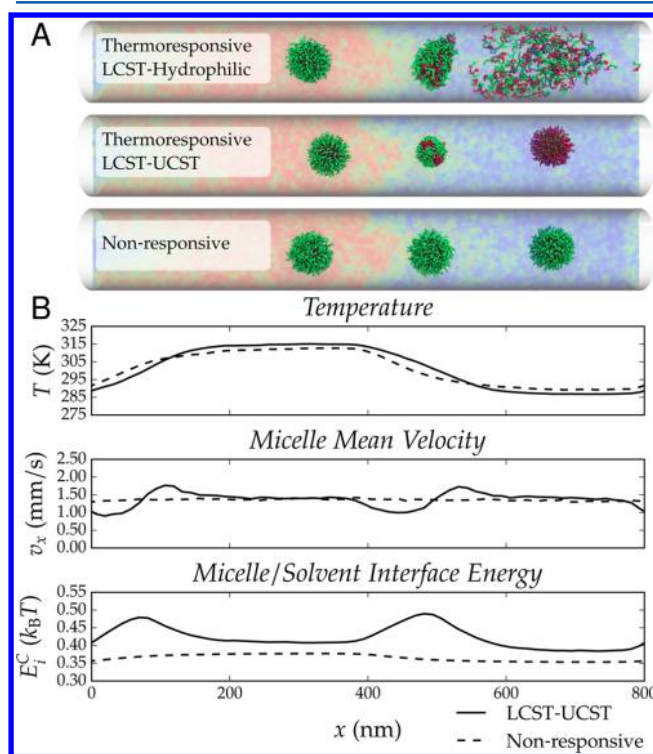 A
Thermoresponsive
LCST-Hydrophilic
Thermoresponsive
LCST-UCST
Non-responsive
B
Temperature
325
315
305
295
285
275
T (K)
Micelle Mean Velocity
2.50
2.00
1.50
1.00
0.50
0.00
v_x (mm/s)
Micelle/Solvent Interface Energy
0.50
0.45
0.40
0.35
0.30
E_i^C (k_BT)
0 200 400 600 800
x (nm)
LCST-UCST
Non-responsive